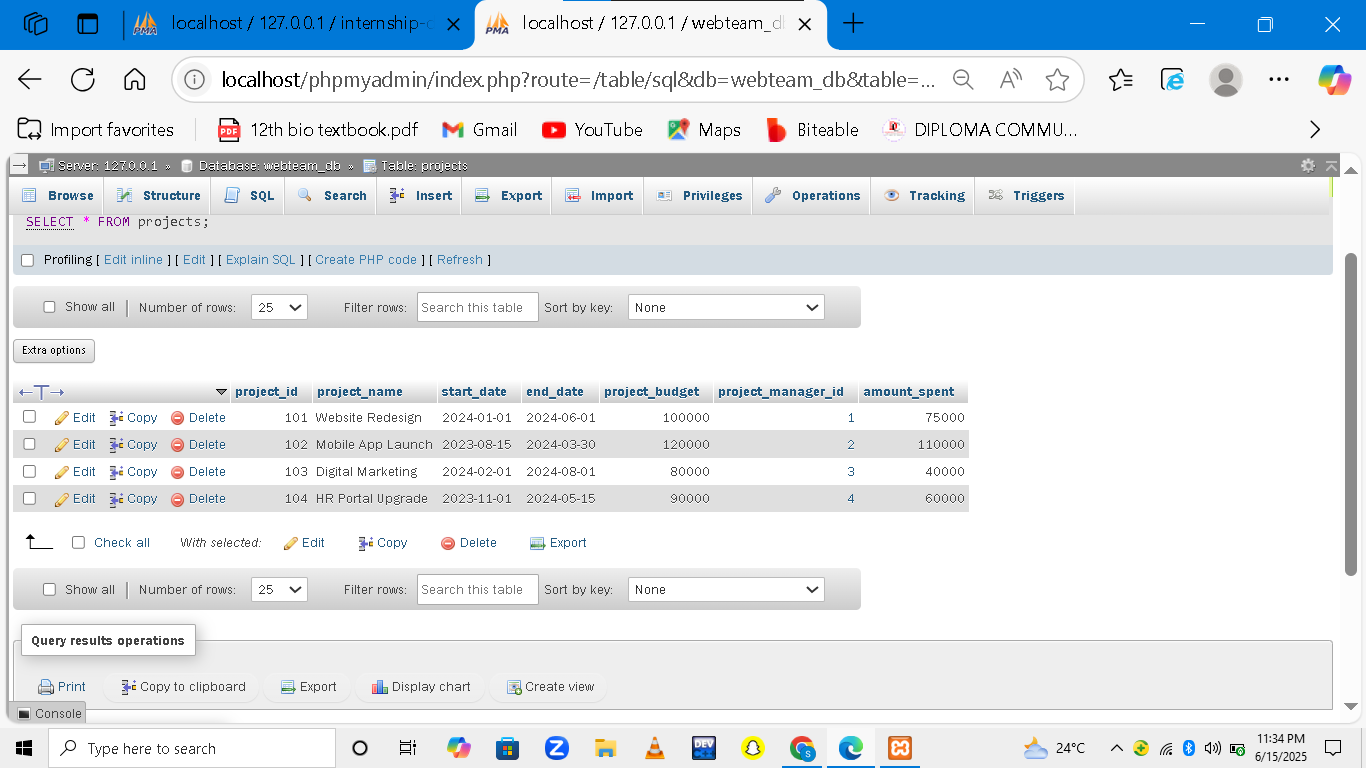 localhost / 127.0.0.1 / internship-
localhost / 127.0.0.1 / webteam_db
localhost/phpmyadmin/index.php?route=/table/sql&db=webteam_db&table=...
Import favorites
PDF
12th bio textbook.pdf
Gmail
YouTube
Maps
Biteable
DIPLOMA COMMU...
Server: 127.0.0.1 » Database: webteam_db » Table: projects
Browse Structure SQL Search Insert Export Import Privileges Operations Tracking Triggers
SELECT * FROM projects;
Profiling [ Edit inline ] [ Edit ] [ Explain SQL ] [ Create PHP code ] [ Refresh ]
Show all | Number of rows: 25 Filter rows: Search this table Sort by key: None
Extra options
project_id project_name start_date end_date project_budget project_manager_id amount_spent
Edit Copy Delete 101 Website Redesign 2024-01-01 2024-06-01 100000 1 75000
Edit Copy Delete 102 Mobile App Launch 2023-08-15 2024-03-30 120000 2 110000
Edit Copy Delete 103 Digital Marketing 2024-02-01 2024-08-01 80000 3 40000
Edit Copy Delete 104 HR Portal Upgrade 2023-11-01 2024-05-15 90000 4 60000
Check all With selected: Edit Copy Delete Export
Show all | Number of rows: 25 Filter rows: Search this table Sort by key: None
Query results operations
Print Copy to clipboard Export Display chart Create view
Console
Type here to search
DEV
24°C
11:34 PM
6/15/2025